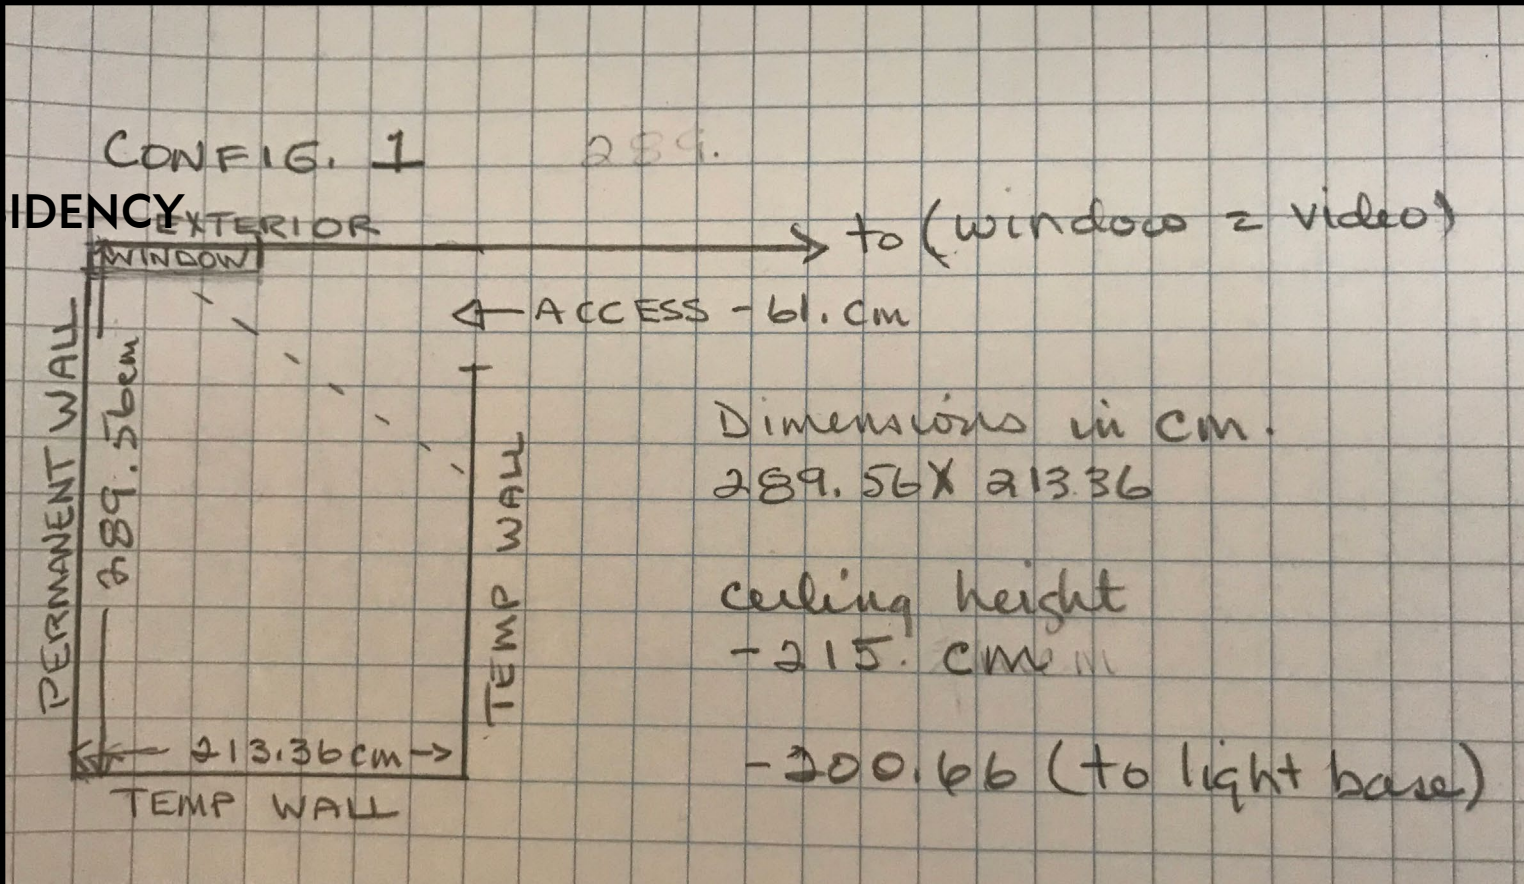 CONFIG. 1
289.
IDENCY
EXTERIOR
to (window = video)
WINDOW
← ACCESS - 61. cm
PERMANENT WALL
289.56cm
TEMP WALL
Dimensions in cm.
289.56 X 213.36
ceiling height
- 215. cm
← 213.36cm →
TEMP WALL
- 200.66 (to light base)